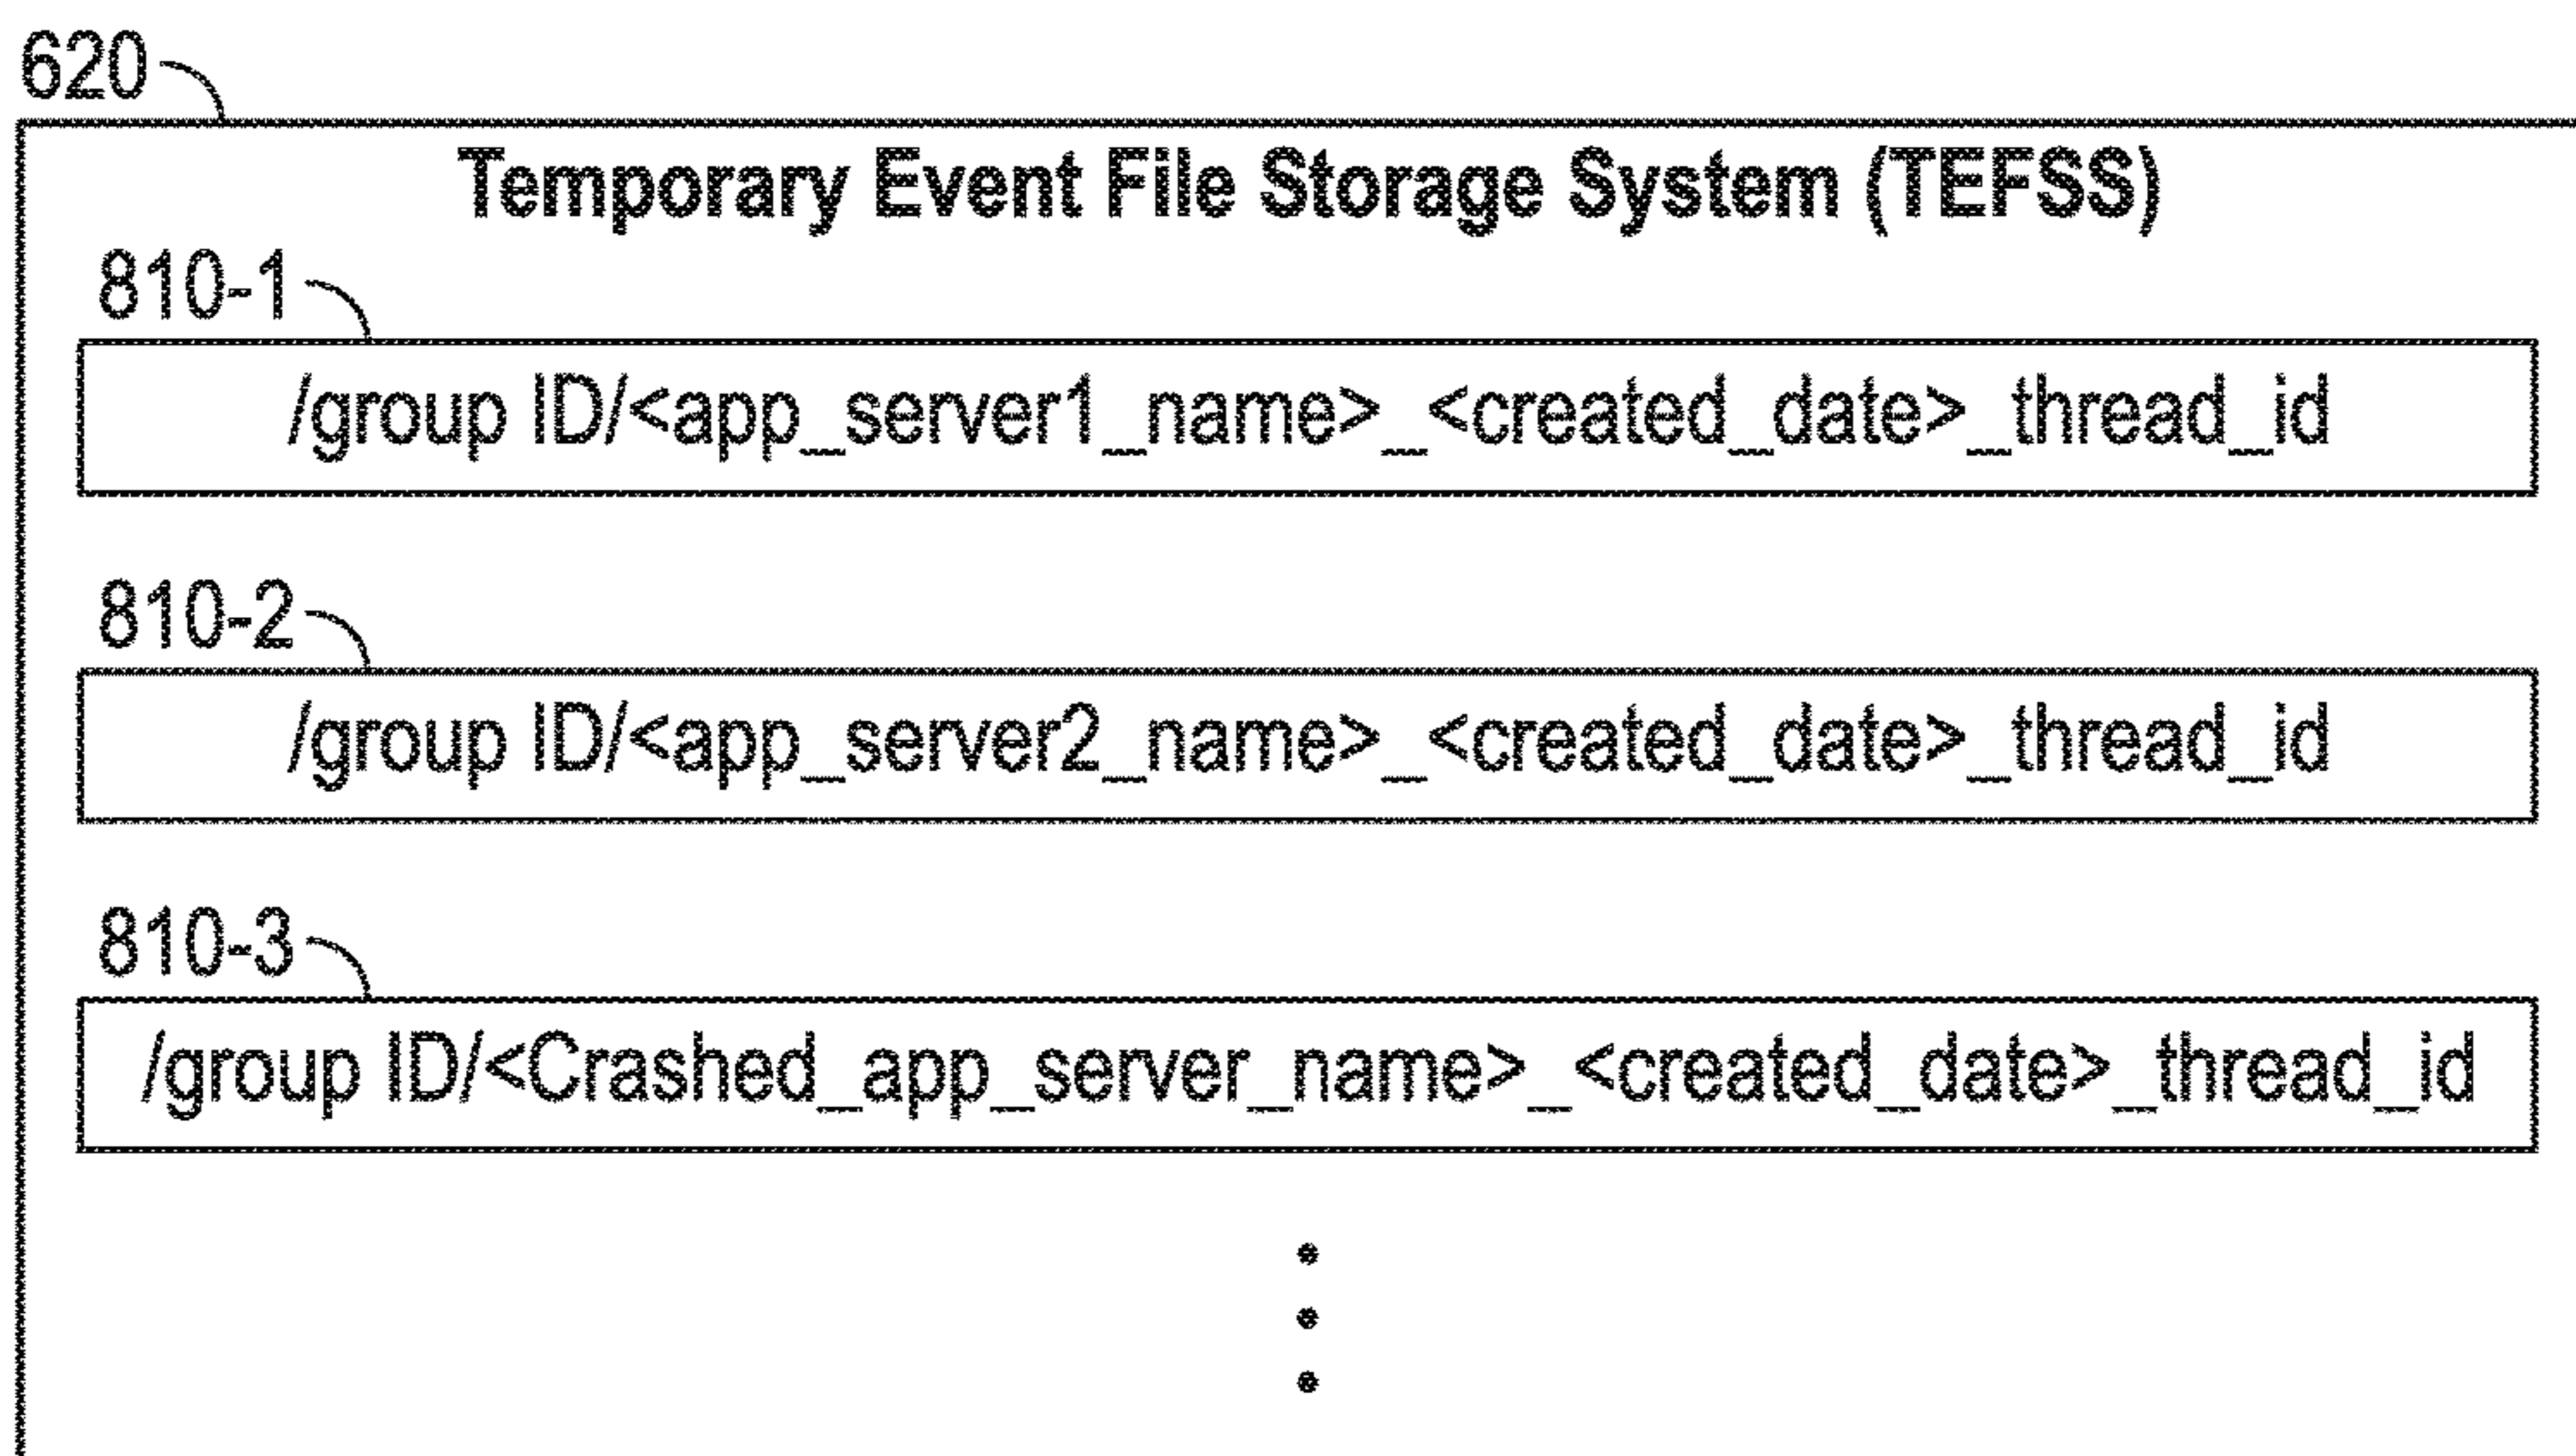 620
Temporary Event File Storage System (TEFSS)
810-1
/group ID/<app_server1_name>_<created_date>_thread_id
810-2
/group ID/<app_server2_name>_<created_date>_thread_id
810-3
/group ID/<Crashed_app_server_name>_<created_date>_thread_id